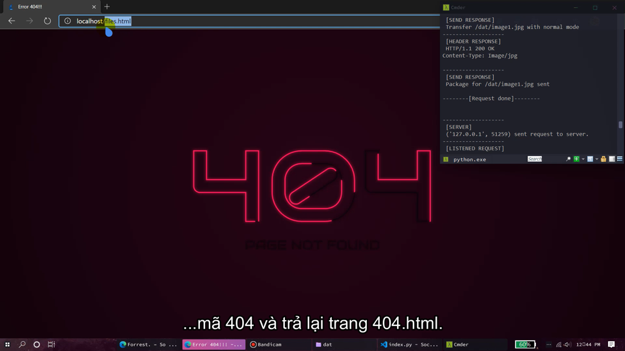 Error 404!!
localhost/files.html
Cmder
[SEND RESPONSE]
Transfer /dat/image1.jpg with normal mode
--------------------
[HEADER RESPONSE]
HTTP/1.1 200 OK
Content-Type: image/jpg
--------------------
[SEND RESPONSE]
Package for /dat/image1.jpg sent
--------[Request done]--------
--------------------
[SERVER]
('127.0.0.1', 51259) sent request to server.
--------------------
[LISTENED REQUEST]
python.exe
Search
404
PAGE NOT FOUND
...mã 404 và trả lại trang 404.html.
Forrest. - So ...
Error 404!!! - ...
Bandicam
dat
index.py - Soc...
Cmder
60%
12:44 PM